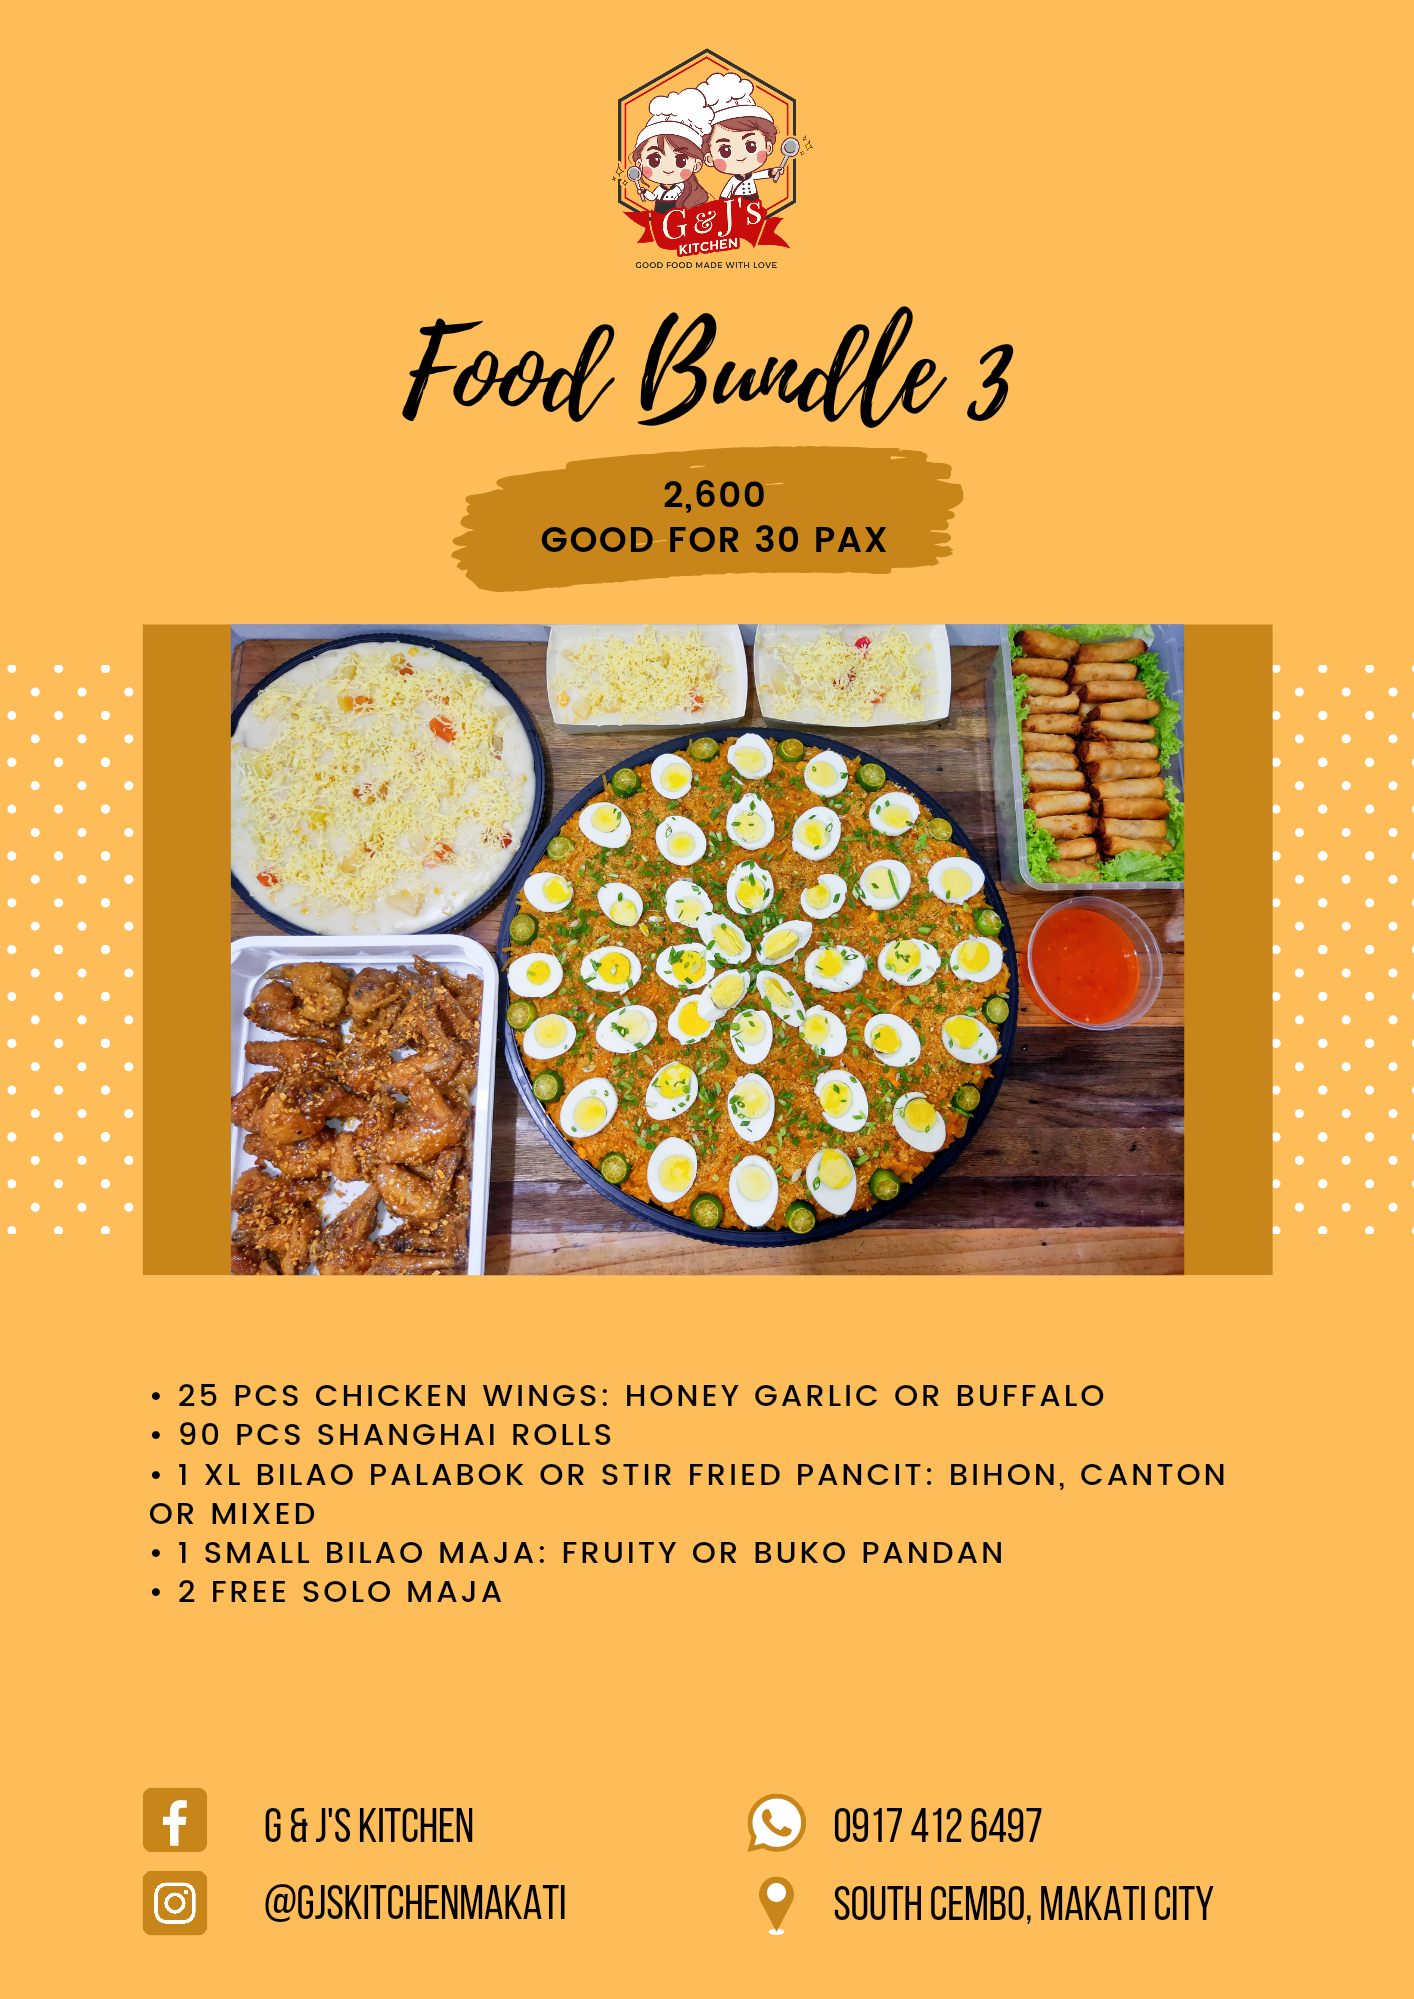 G & J's
KITCHEN
GOOD FOOD MADE WITH LOVE
Food Bundle 3
2,600
GOOD FOR 30 PAX
• 25 PCS CHICKEN WINGS: HONEY GARLIC OR BUFFALO
• 90 PCS SHANGHAI ROLLS
• 1 XL BILAO PALABOK OR STIR FRIED PANCIT: BIHON, CANTON
OR MIXED
• 1 SMALL BILAO MAJA: FRUITY OR BUKO PANDAN
• 2 FREE SOLO MAJA
G & J'S KITCHEN
0917 412 6497
@GJSKITCHENMAKATI
SOUTH CEMBO, MAKATI CITY